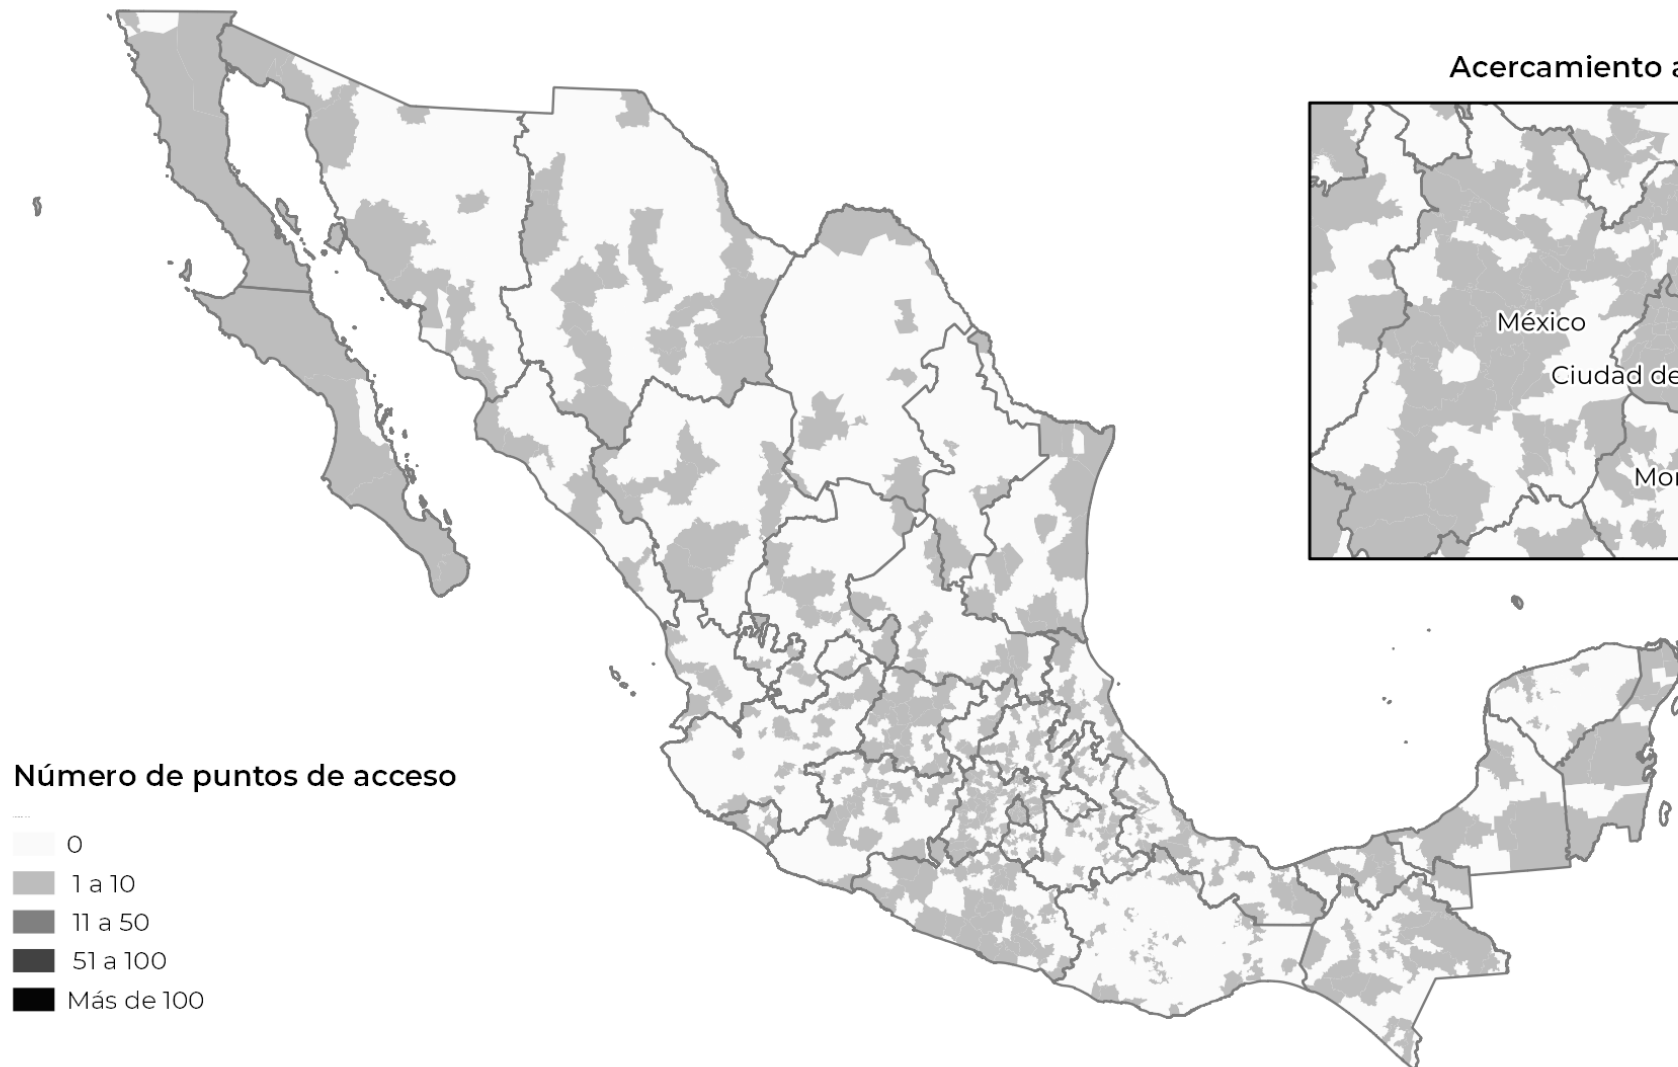 Acercamiento a
México
Ciudad de
Mor
Número de puntos de acceso
0
1 a 10
11 a 50
51 a 100
Más de 100